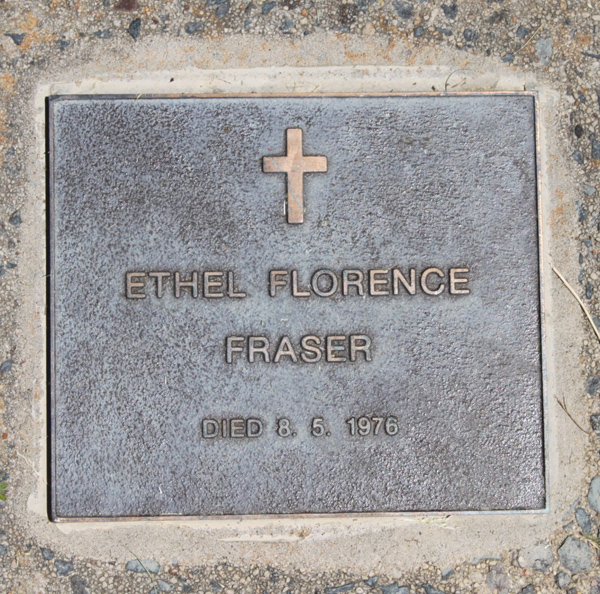 ETHEL FLORENCE
FRASER
DIED 8. 5. 1976